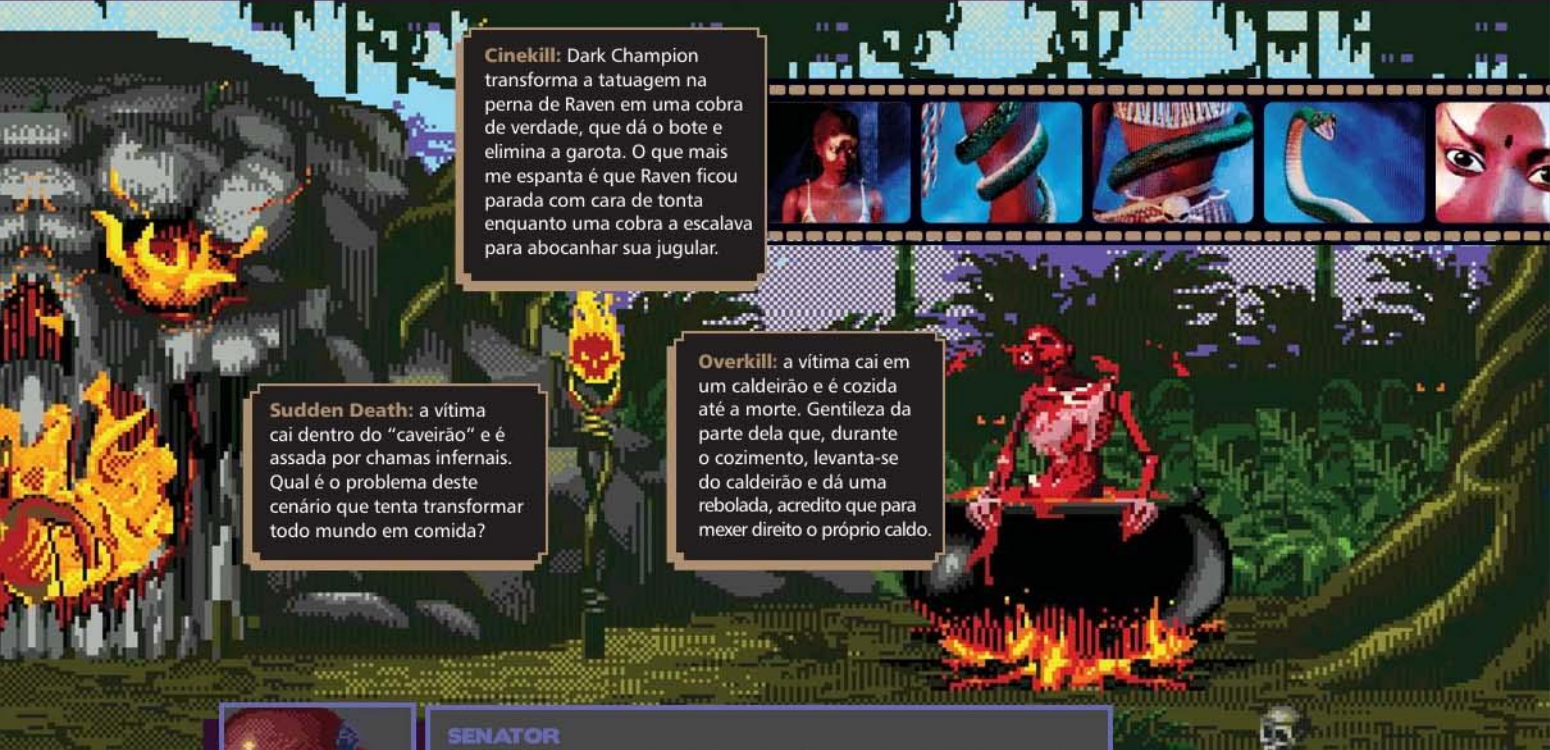 Cinekill: Dark Champion
transforma a tatuagem na
perna de Raven em uma cobra
de verdade, que dá o bote e
elimina a garota. O que mais
me espanta é que Raven ficou
parada com cara de tonta
enquanto uma cobra a escalava
para abocanhar sua jugular.
Sudden Death: a vítima
cai dentro do “caveirão” e é
assada por chamas infernais.
Qual é o problema deste
cenário que tenta transformar
todo mundo em comida?
Overkill: a vítima cai em
um caldeirão e é cozida
até a morte. Gentileza da
parte dela que, durante
o cozimento, levanta-se
do caldeirão e dá uma
rebolada, acredito que para
mexer direito o próprio caldo.
SENATOR